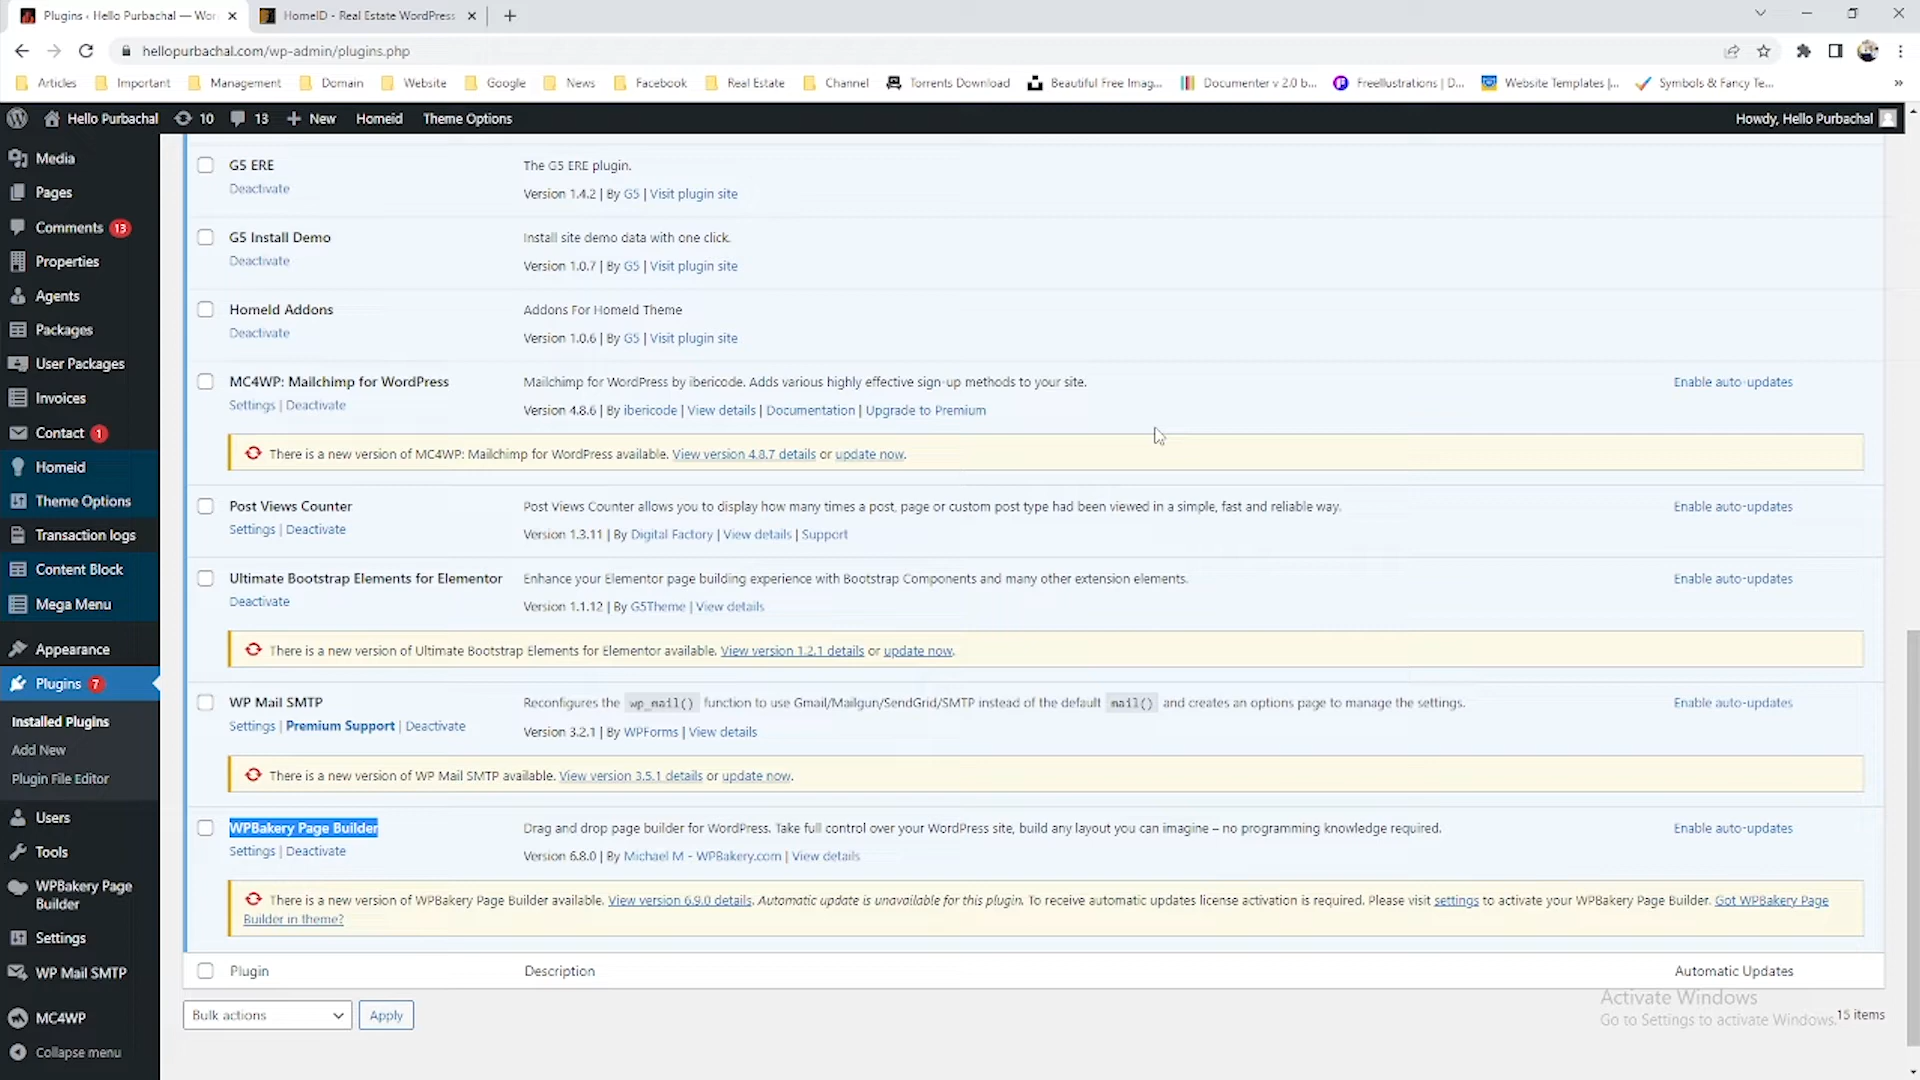 Plugins ‹ Hello Purbachal — Wor
HomeID - Real Estate WordPress
hellopurbachal.com/wp-admin/plugins.php
Articles
Important
Management
Domain
Website
Google
News
Facebook
Real Estate
Channel
Torrents Download
Beautiful Free Imag...
Documenter v 2.0 b...
Freellustrations | D...
Website Templates |...
Symbols & Fancy Te...
»
Hello Purbachal
10
13
New
Homeid
Theme Options
Howdy, Hello Purbachal
Media
Pages
Comments 13
Properties
Agents
Packages
User Packages
Invoices
Contact 1
Homeid
Theme Options
Transaction logs
Content Block
Mega Menu
Appearance
Plugins 7
Installed Plugins
Add New
Plugin File Editor
Users
Tools
WPBakery Page
Builder
Settings
WP Mail SMTP
MC4WP
Collapse menu
G5 ERE
Deactivate
The G5 ERE plugin.
Version 1.4.2 | By G5 | Visit plugin site
G5 Install Demo
Deactivate
Install site demo data with one click.
Version 1.0.7 | By G5 | Visit plugin site
HomeId Addons
Deactivate
Addons For HomeId Theme
Version 1.0.6 | By G5 | Visit plugin site
MC4WP: Mailchimp for WordPress
Settings | Deactivate
Mailchimp for WordPress by ibericode. Adds various highly effective sign-up methods to your site.
Version 4.8.6 | By ibericode | View details | Documentation | Upgrade to Premium
Enable auto-updates
There is a new version of MC4WP: Mailchimp for WordPress available. View version 4.8.7 details or update now.
Post Views Counter
Settings | Deactivate
Post Views Counter allows you to display how many times a post, page or custom post type had been viewed in a simple, fast and reliable way.
Version 1.3.11 | By Digital Factory | View details | Support
Enable auto-updates
Ultimate Bootstrap Elements for Elementor
Deactivate
Enhance your Elementor page building experience with Bootstrap Components and many other extension elements.
Version 1.1.12 | By G5Theme | View details
Enable auto-updates
There is a new version of Ultimate Bootstrap Elements for Elementor available. View version 1.2.1 details or update now.
WP Mail SMTP
Settings | Premium Support | Deactivate
Reconfigures the wp_mail() function to use Gmail/Mailgun/SendGrid/SMTP instead of the default mail() and creates an options page to manage the settings.
Version 3.2.1 | By WPForms | View details
Enable auto-updates
There is a new version of WP Mail SMTP available. View version 3.5.1 details or update now.
WPBakery Page Builder
Settings | Deactivate
Drag and drop page builder for WordPress. Take full control over your WordPress site, build any layout you can imagine – no programming knowledge required.
Version 6.8.0 | By Michael M - WPBakery.com | View details
Enable auto-updates
There is a new version of WPBakery Page Builder available. View version 6.9.0 details. Automatic update is unavailable for this plugin. To receive automatic updates license activation is required. Please visit settings to activate your WPBakery Page Builder. Got WPBakery Page
Builder in theme?
Plugin
Description
Automatic Updates
Bulk actions
Apply
15 items
Activate Windows
Go to Settings to activate Windows.